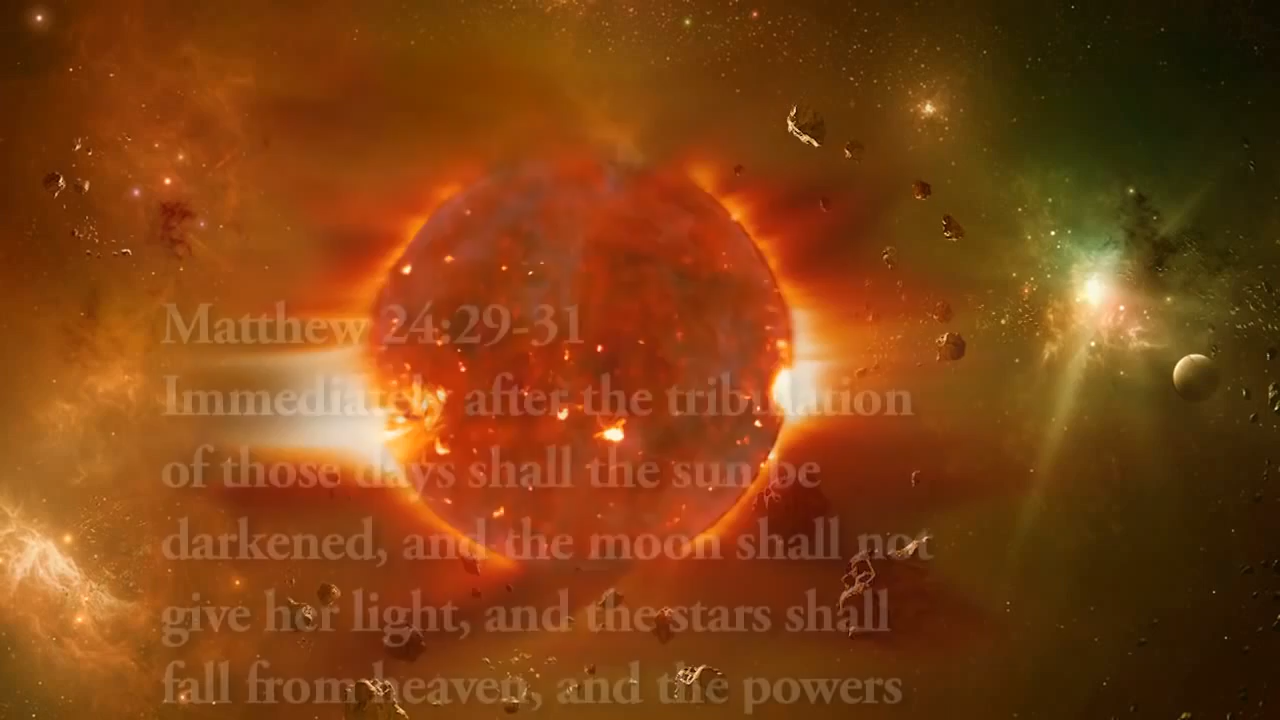 Matthew 24:29-31
Immediately after the tribulation
of those days shall the sun be
darkened, and the moon shall not
give her light, and the stars shall
fall from heaven, and the powers